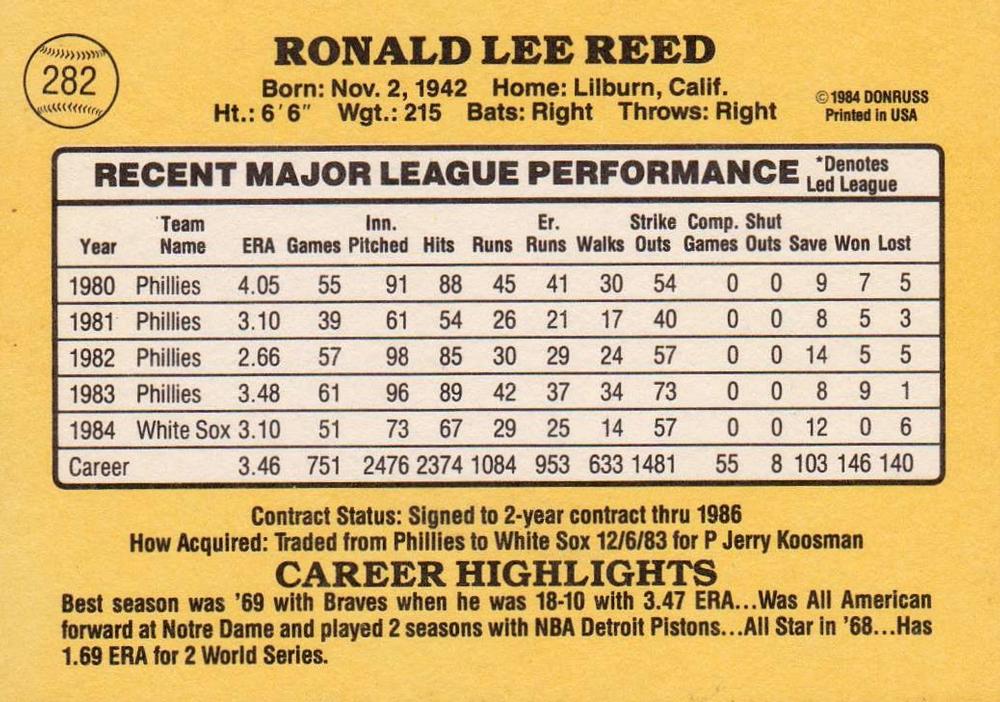 282
RONALD LEE REED
Born: Nov. 2, 1942 Home: Lilburn, Calif.
Ht.: 6'6" Wgt.: 215 Bats: Right Throws: Right
©1984 DONRUSS
Printed in USA
RECENT MAJOR LEAGUE PERFORMANCE *Denotes Led League
Year Team Name ERA Games Inn. Pitched Hits Runs Er. Runs Walks Strike Outs Comp. Games Shut Outs Save Won Lost
1980 Phillies 4.05 55 91 88 45 41 30 54 0 0 9 7 5
1981 Phillies 3.10 39 61 54 26 21 17 40 0 0 8 5 3
1982 Phillies 2.66 57 98 85 30 29 24 57 0 0 14 5 5
1983 Phillies 3.48 61 96 89 42 37 34 73 0 0 8 9 1
1984 White Sox 3.10 51 73 67 29 25 14 57 0 0 12 0 6
Career 3.46 751 2476 2374 1084 953 633 1481 55 8 103 146 140
Contract Status: Signed to 2-year contract thru 1986
How Acquired: Traded from Phillies to White Sox 12/6/83 for P Jerry Koosman
CAREER HIGHLIGHTS
Best season was '69 with Braves when he was 18-10 with 3.47 ERA...Was All American
forward at Notre Dame and played 2 seasons with NBA Detroit Pistons...All Star in '68...Has
1.69 ERA for 2 World Series.